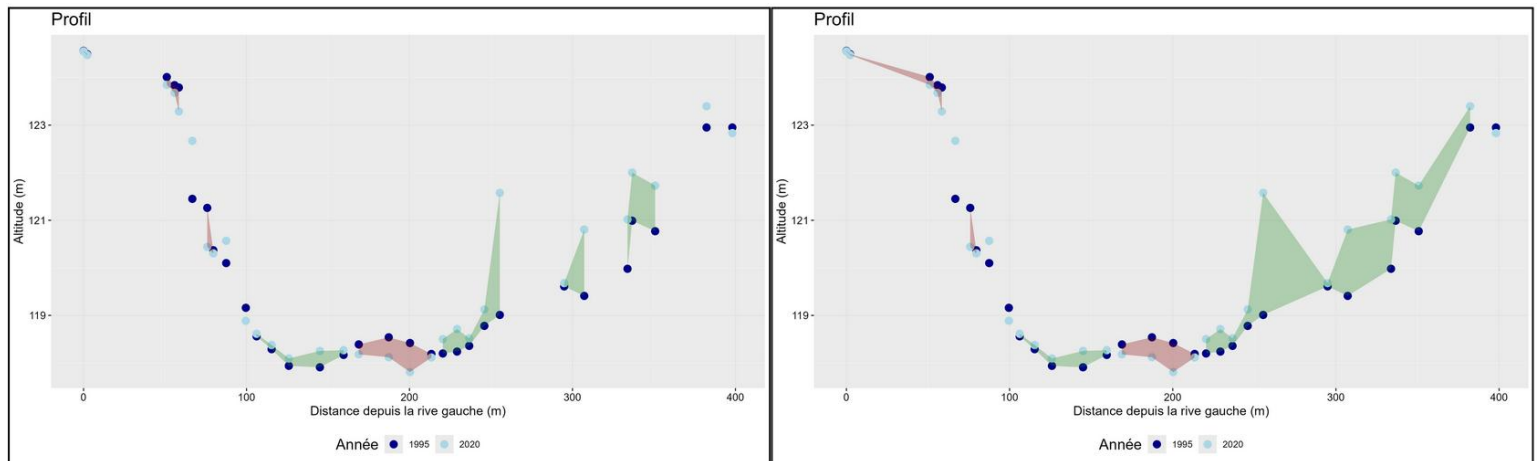 Profil
123
121
119
Altitude (m)
0 100 200 300 400
Distance depuis la rive gauche (m)
Année 1995 2020
Profil
123
121
119
Altitude (m)
0 100 200 300 400
Distance depuis la rive gauche (m)
Année 1995 2020